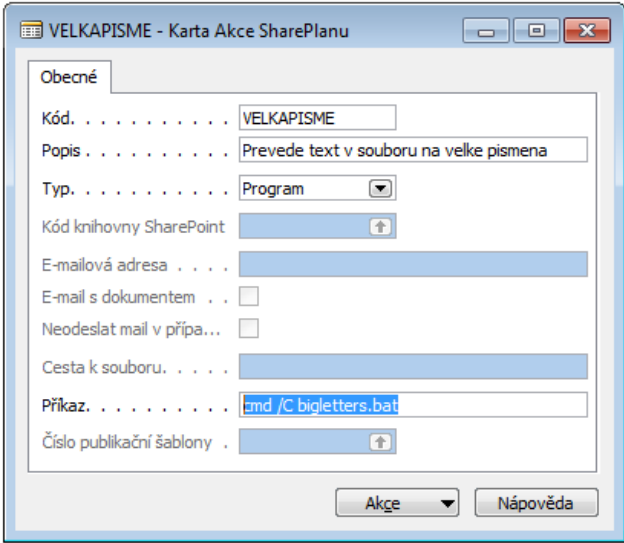 VELKAPISME - Karta Akce SharePlanu
Obecné
Kód. . . . . . . . . . . VELKAPISME
Popis . . . . . . . . . . Prevede text v souboru na velke pismena
Typ. . . . . . . . . . . Program
Kód knihovny SharePoint
E-mailová adresa . . . .
E-mail s dokumentem . .
Neodeslat mail v přípa...
Cesta k souboru. . . . .
Příkaz. . . . . . . . . . cmd /C bigletters.bat
Číslo publikační šablony .
Akce
Nápověda